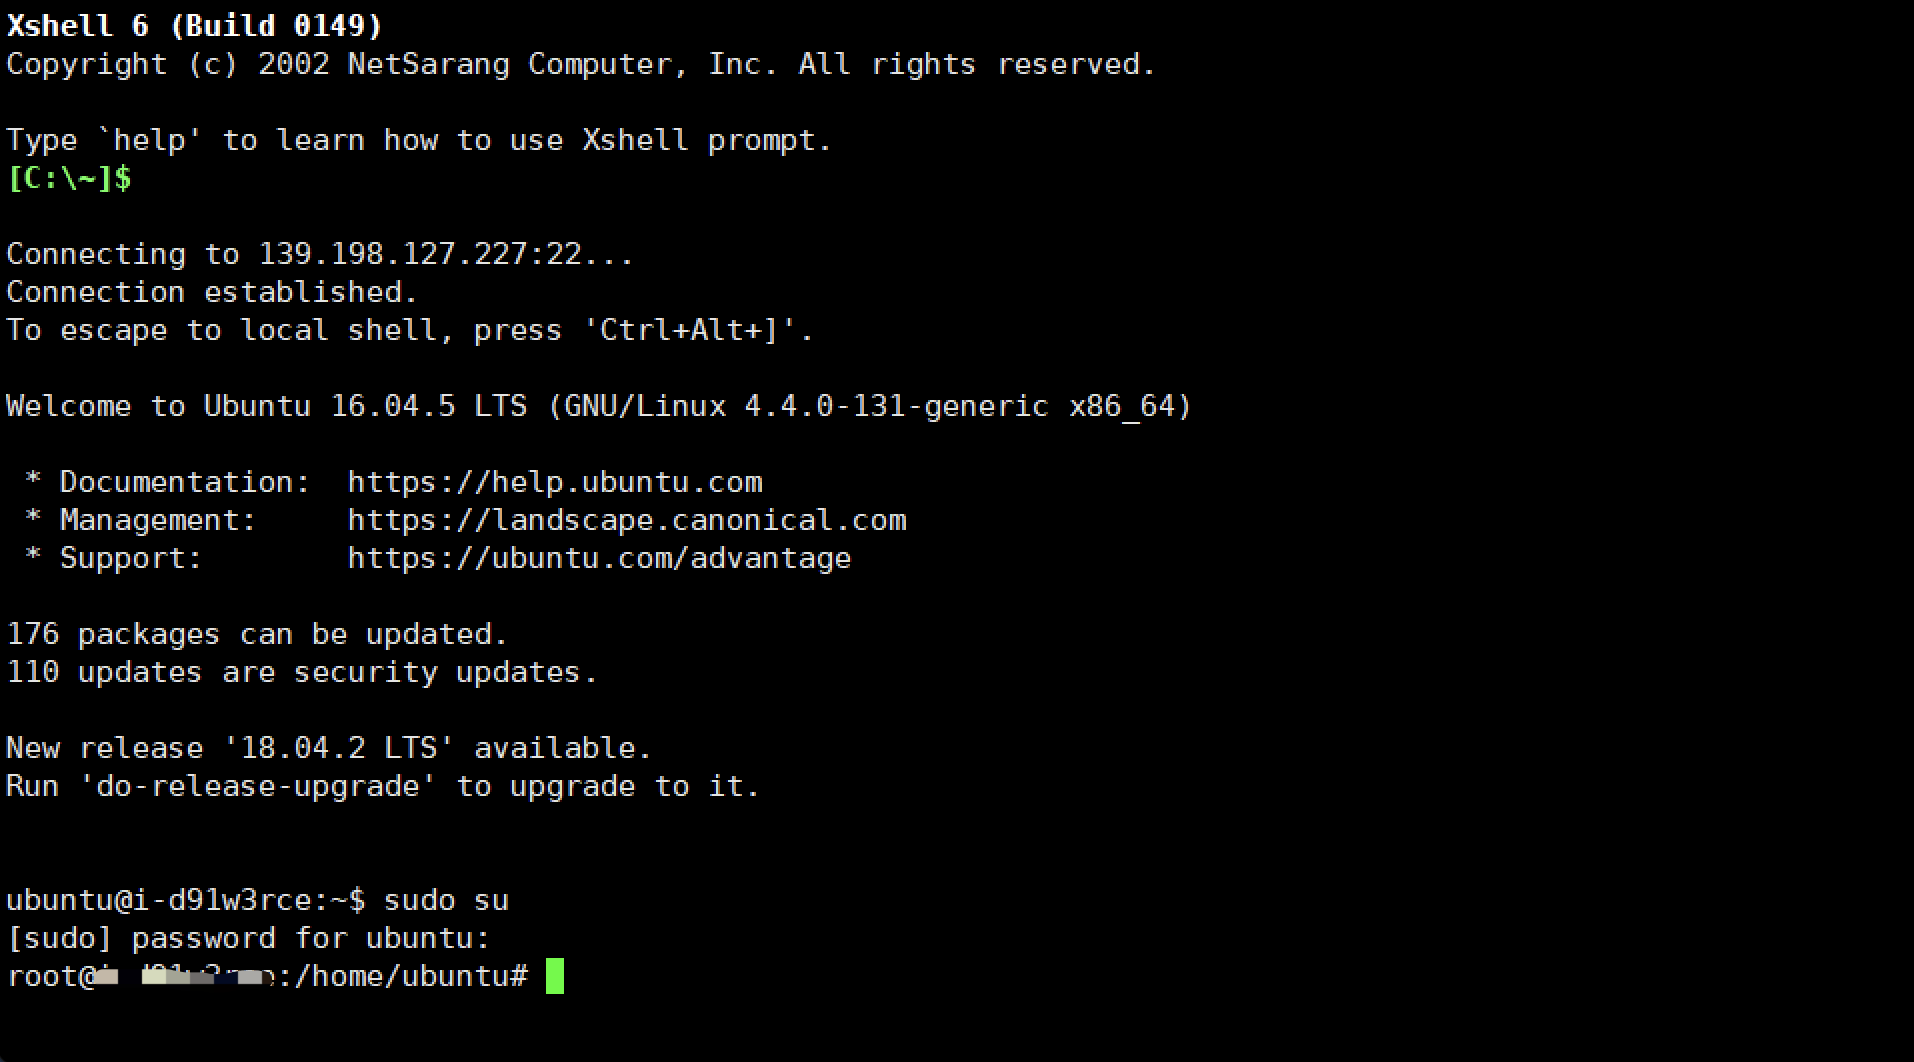 Xshell 6 (Build 0149)
Copyright (c) 2002 NetSarang Computer, Inc. All rights reserved.
Type `help' to learn how to use Xshell prompt.
[C:\~]$
Connecting to 139.198.127.227:22...
Connection established.
To escape to local shell, press 'Ctrl+Alt+]'.
Welcome to Ubuntu 16.04.5 LTS (GNU/Linux 4.4.0-131-generic x86_64)
* Documentation:  https://help.ubuntu.com
* Management:     https://landscape.canonical.com
* Support:        https://ubuntu.com/advantage
176 packages can be updated.
110 updates are security updates.
New release '18.04.2 LTS' available.
Run 'do-release-upgrade' to upgrade to it.
ubuntu@i-d91w3rce:~$ sudo su
[sudo] password for ubuntu:
root@ :/home/ubuntu#